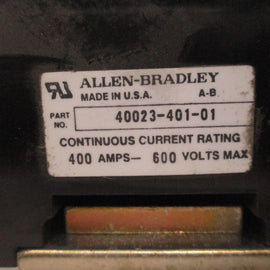 ALLEN-BRADLEY
MADE IN U.S.A. A-B
PART NO. 40023-401-01
CONTINUOUS CURRENT RATING
400 AMPS— 600 VOLTS MAX